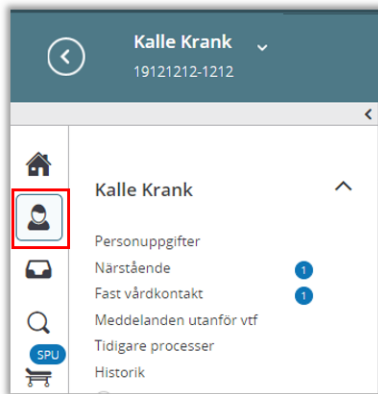 Kalle Krank
19121212-1212
Kalle Krank
Personuppgifter
Närstående 1
Fast vårdkontakt 1
Meddelanden utanför vtf
Tidigare processer
SPU
Historik